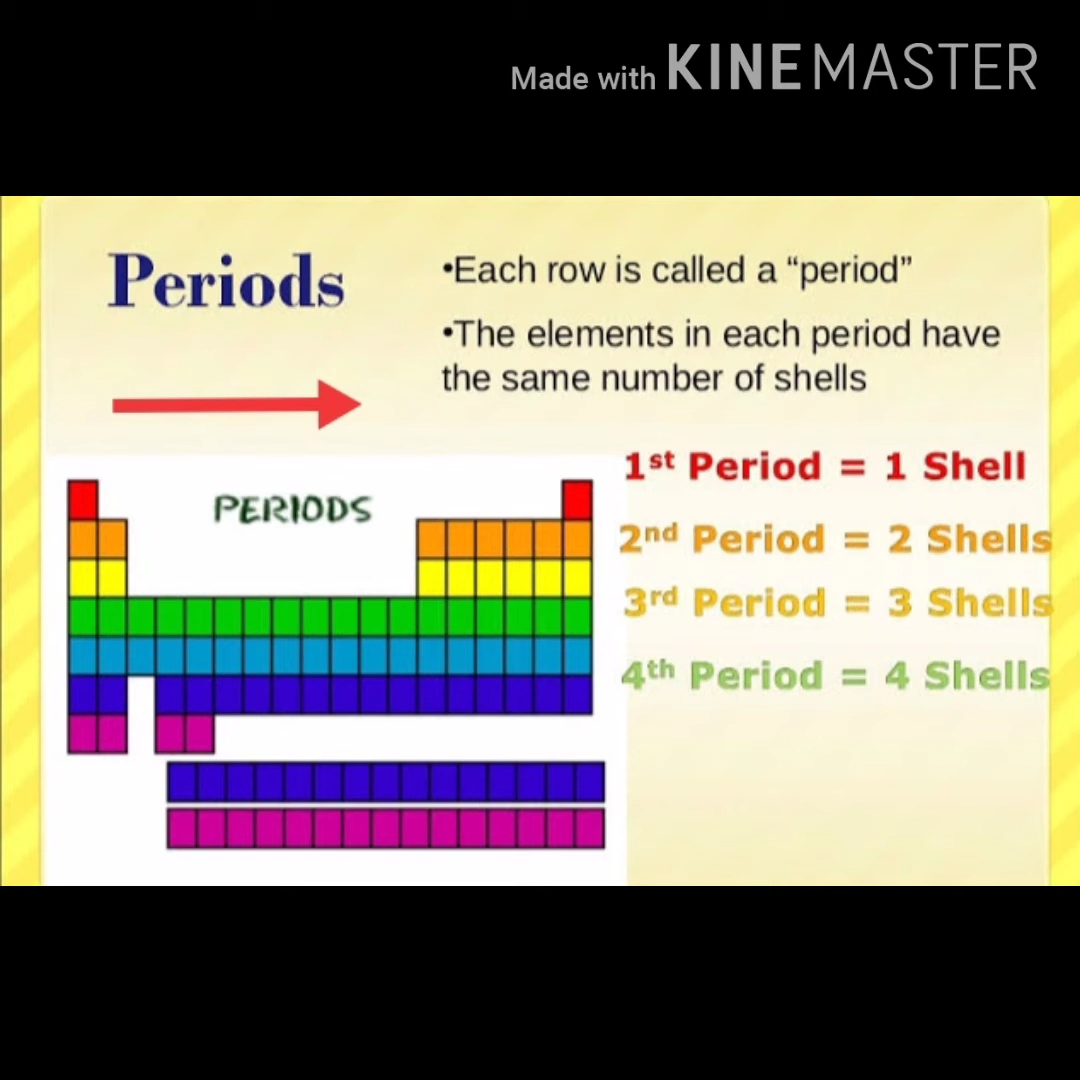 Made with KINEMASTER
Periods
•Each row is called a “period”
•The elements in each period have
the same number of shells
PERIODS
1st Period = 1 Shell
2nd Period = 2 Shells
3rd Period = 3 Shells
4th Period = 4 Shells